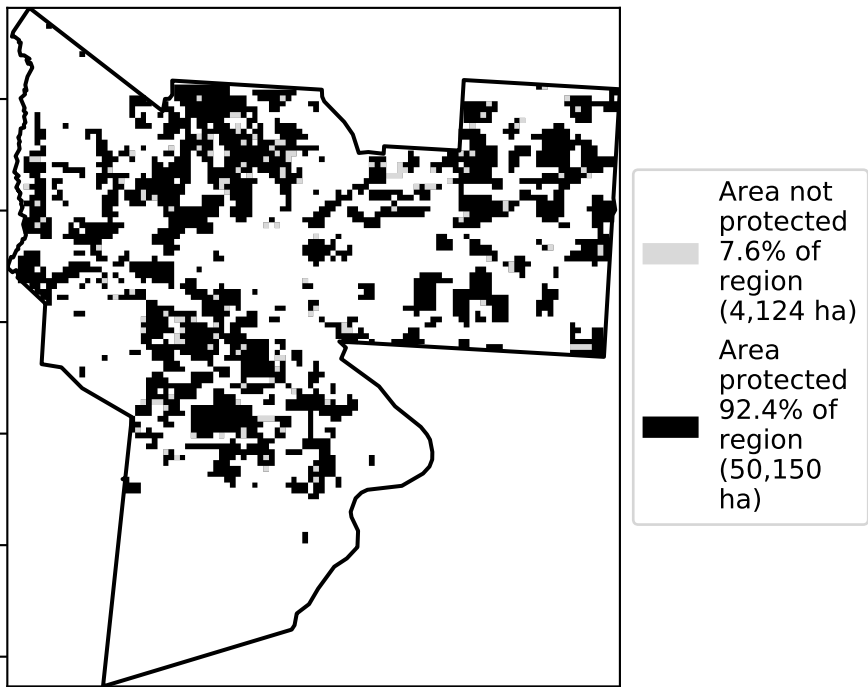 Area not
protected
7.6% of
region
(4,124 ha)
Area
protected
92.4% of
region
(50,150
ha)